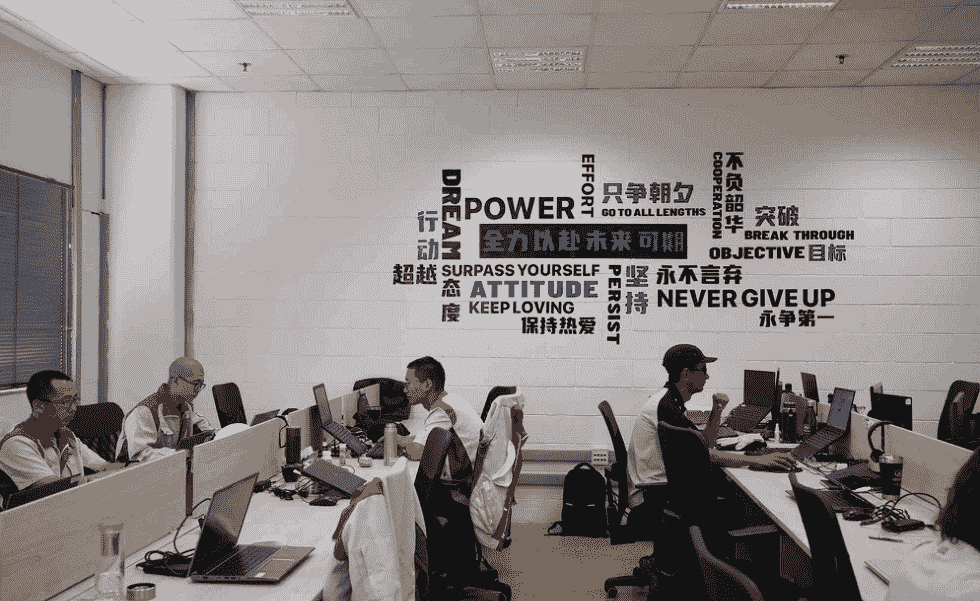 DREAM
POWER
EFFORT
只争朝夕
GO TO ALL LENGTHS
COOPERATION
不负韶华
突破
BREAK THROUGH
行动
全力以赴 未来可期
OBJECTIVE 目标
超越
SURPASS YOURSELF
态度
ATTITUDE
KEEP LOVING
保持热爱
PERSIST
坚持
永不言弃
NEVER GIVE UP
永争第一